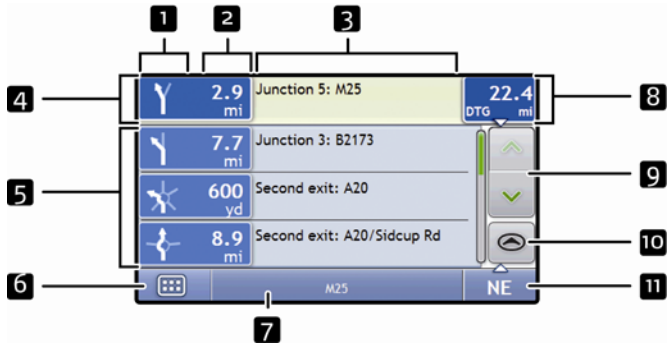 1 2 3
4 2.9 mi Junction 5: M25 22.4 DTG mi 8
7.7 mi Junction 3: B2173
5 600 yd Second exit: A20 9
8.9 mi Second exit: A20/Sidcup Rd 10
6 M25 NE 11
7